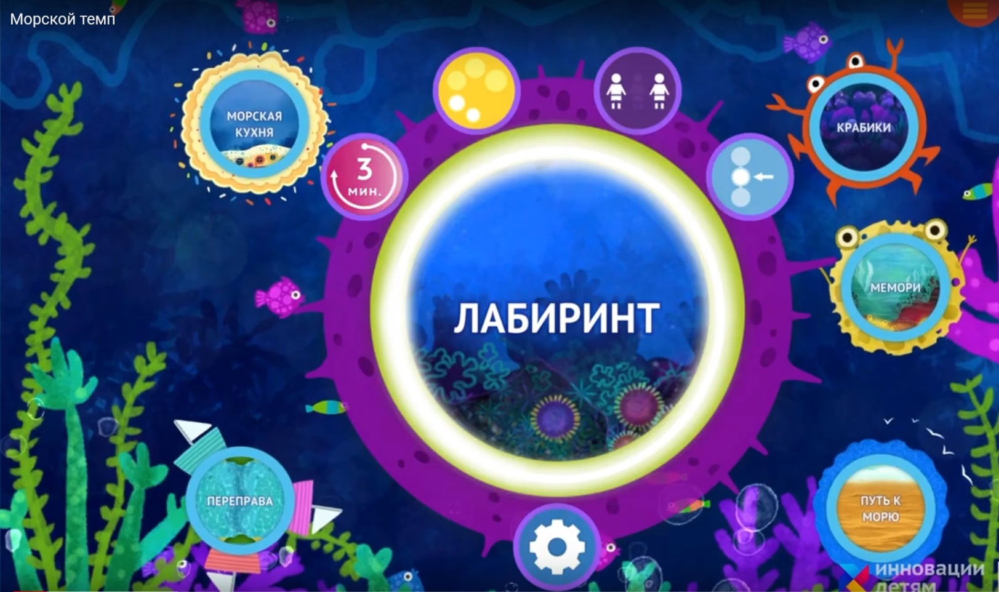 Морской темп
МОРСКАЯ
КУХНЯ
3
МИН.
КРАБИКИ
МЕМОРИ
ЛАБИРИНТ
ПЕРЕПРАВА
ПУТЬ К
МОРЮ
ИННОВАЦИИ
ДЕТЯМ